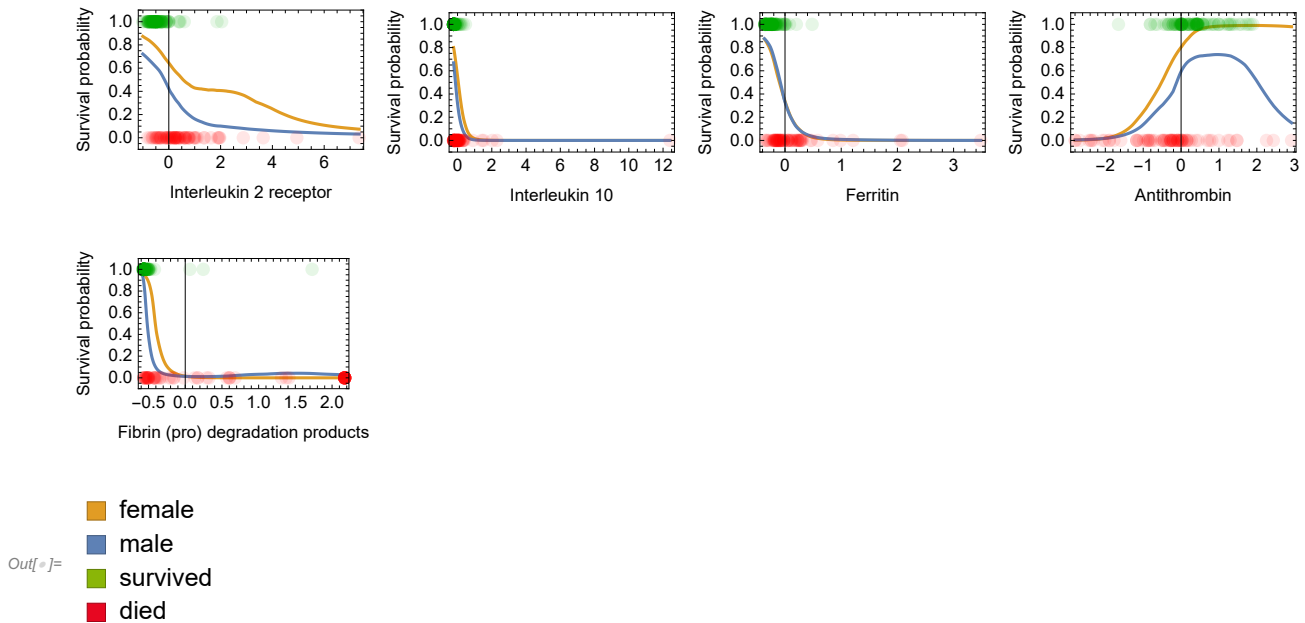 Survival probability
1.0
0.8
0.6
0.4
0.2
0.0
0 2 4 6
Interleukin 2 receptor
Survival probability
1.0
0.8
0.6
0.4
0.2
0.0
0 2 4 6 8 10 12
Interleukin 10
Survival probability
1.0
0.8
0.6
0.4
0.2
0.0
0 1 2 3
Ferritin
Survival probability
1.0
0.8
0.6
0.4
0.2
0.0
−2 −1 0 1 2 3
Antithrombin
Survival probability
1.0
0.8
0.6
0.4
0.2
0.0
−0.5 0.0 0.5 1.0 1.5 2.0
Fibrin (pro) degradation products
Out[•]=
female
male
survived
died